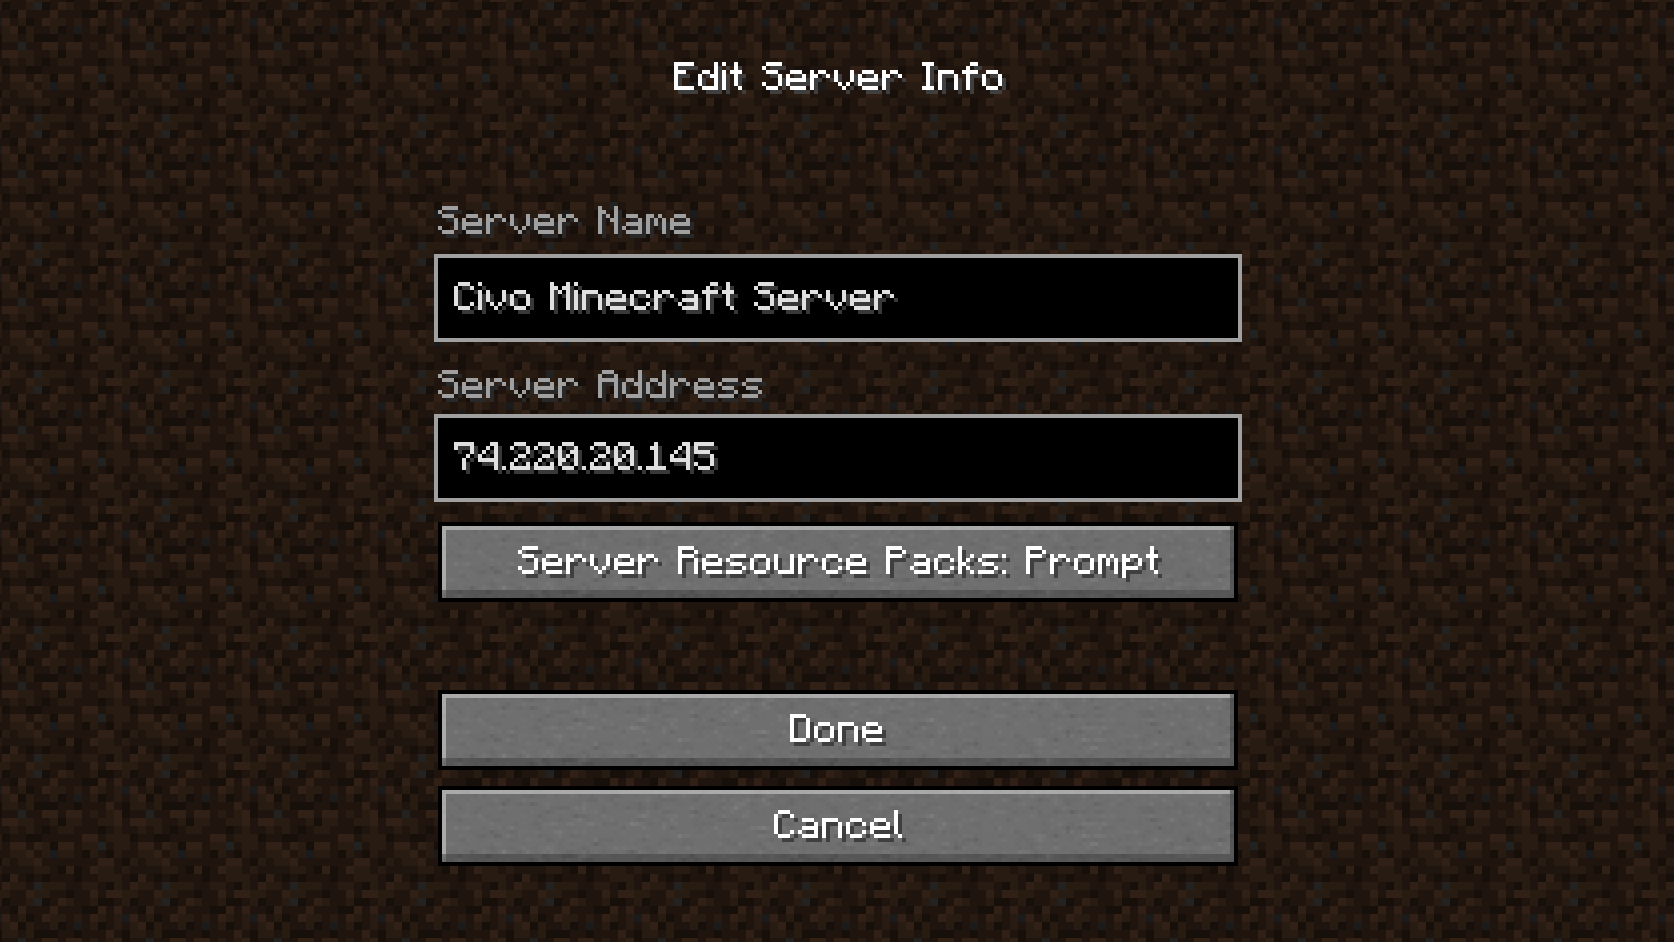 Edit Server Info
Server Name
Civo Minecraft Server
Server Address
74.220.20.145
Server Resource Packs: Prompt
Done
Cancel